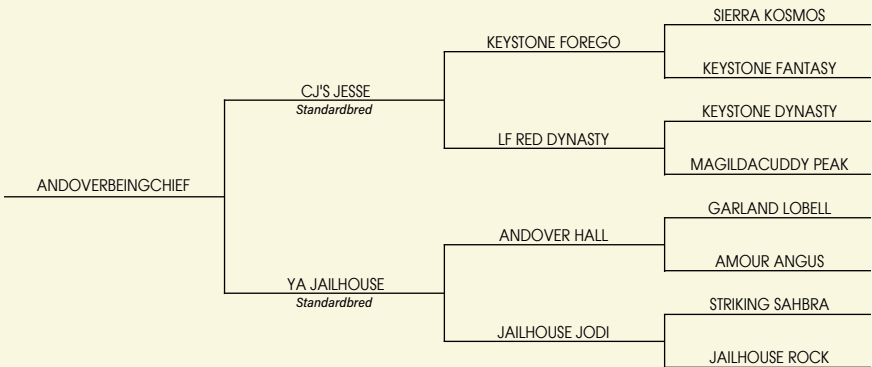 SIERRA KOSMOS
KEYSTONE FOREGO
KEYSTONE FANTASY
CJ'S JESSE
Standardbred
KEYSTONE DYNASTY
LF RED DYNASTY
MAGILDACUDDY PEAK
ANDOVERBEINGCHIEF
GARLAND LOBELL
ANDOVER HALL
AMOUR ANGUS
YA JAILHOUSE
Standardbred
STRIKING SAHBRA
JAILHOUSE JODI
JAILHOUSE ROCK